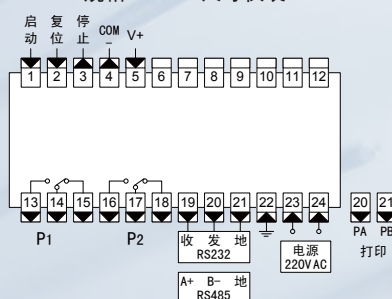 启动 复位 停止 COM - V+
1 2 3 4 5 6 7 8 9 10 11 12
13 14 15 16 17 18 19 20 21 22 23 24 20 21
P1 P2 收 发 地 RS232 电源 220VAC PA PB
打印
A+ B- 地
RS485